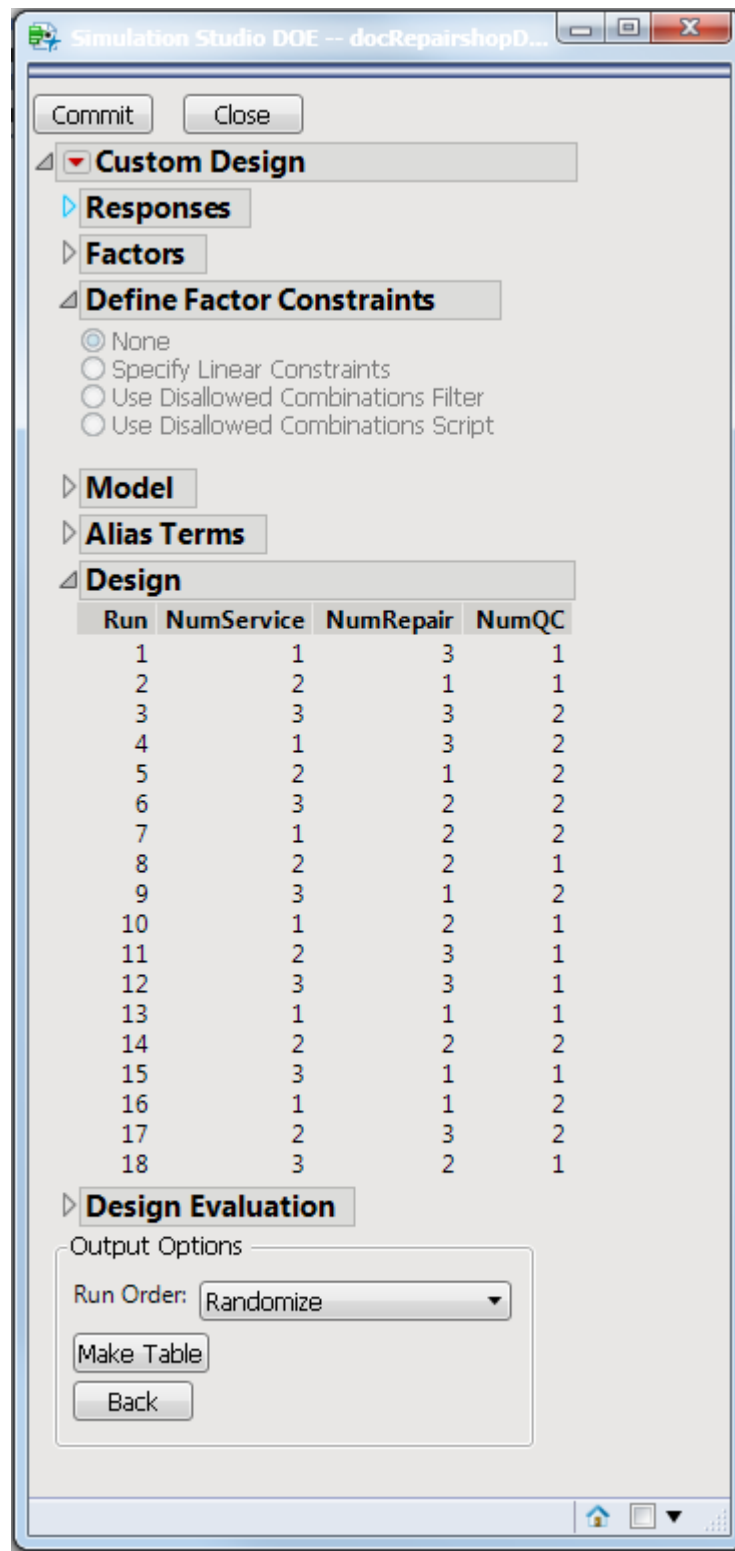 Simulation Studio DOE -- docRepairshopD...
Commit Close
Custom Design
Responses
Factors
Define Factor Constraints
None
Specify Linear Constraints
Use Disallowed Combinations Filter
Use Disallowed Combinations Script
Model
Alias Terms
Design
Run NumService NumRepair NumQC
1 1 3 1
2 2 1 1
3 3 3 2
4 1 3 2
5 2 1 2
6 3 2 2
7 1 2 2
8 2 2 1
9 3 1 2
10 1 2 1
11 2 3 1
12 3 3 1
13 1 1 1
14 2 2 2
15 3 1 1
16 1 1 2
17 2 3 2
18 3 2 1
Design Evaluation
Output Options
Run Order: Randomize
Make Table
Back